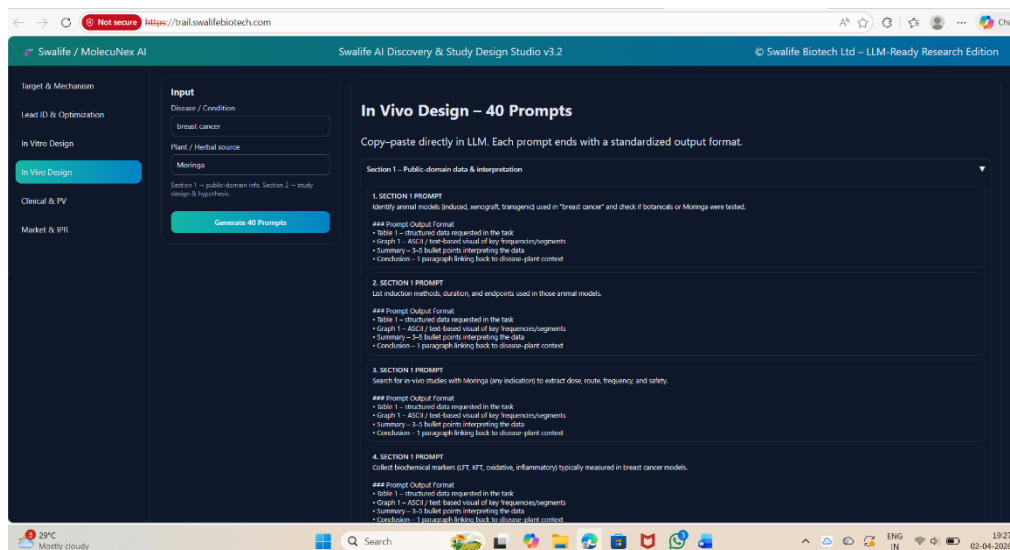 Not secure https://trail.swalifebiotech.com
Swalife / MolecuNex AI
Swalife AI Discovery & Study Design Studio v3.2
© Swalife Biotech Ltd – LLM-Ready Research Edition
Target & Mechanism
Lead ID & Optimization
In Vitro Design
In Vivo Design
Clinical & PV
Market & IPR
Input
Disease / Condition
breast cancer
Plant / Herbal source
Moringa
Section 1 — public-domain info. Section 2 — study
design & hypothesis.
Generate 40 Prompts
In Vivo Design – 40 Prompts
Copy–paste directly in LLM. Each prompt ends with a standardized output format.
Section 1 – Public-domain data & interpretation
1. SECTION 1 PROMPT
Identify animal models (induced, xenograft, transgenic) used in "breast cancer" and check if botanicals or Moringa were tested.
### Prompt Output Format
• Table 1 – structured data requested in the task
• Graph 1 – ASCII / text-based visual of key frequencies/segments
• Summary – 3–5 bullet points interpreting the data
• Conclusion – 1 paragraph linking back to disease–plant context
2. SECTION 1 PROMPT
List induction methods, duration, and endpoints used in those animal models.
### Prompt Output Format
• Table 1 – structured data requested in the task
• Graph 1 – ASCII / text-based visual of key frequencies/segments
• Summary – 3–5 bullet points interpreting the data
• Conclusion – 1 paragraph linking back to disease–plant context
3. SECTION 1 PROMPT
Search for in-vivo studies with Moringa (any indication) to extract dose, route, frequency, and safety.
### Prompt Output Format
• Table 1 – structured data requested in the task
• Graph 1 – ASCII / text-based visual of key frequencies/segments
• Summary – 3–5 bullet points interpreting the data
• Conclusion – 1 paragraph linking back to disease–plant context
4. SECTION 1 PROMPT
Collect biochemical markers (LFT, KFT, oxidative, inflammatory) typically measured in breast cancer models.
### Prompt Output Format
• Table 1 – structured data requested in the task
• Graph 1 – ASCII / text-based visual of key frequencies/segments
• Summary – 3–5 bullet points interpreting the data
• Conclusion – 1 paragraph linking back to disease–plant context
3
29°C
Mostly cloudy
Search
ENG
IN
19:27